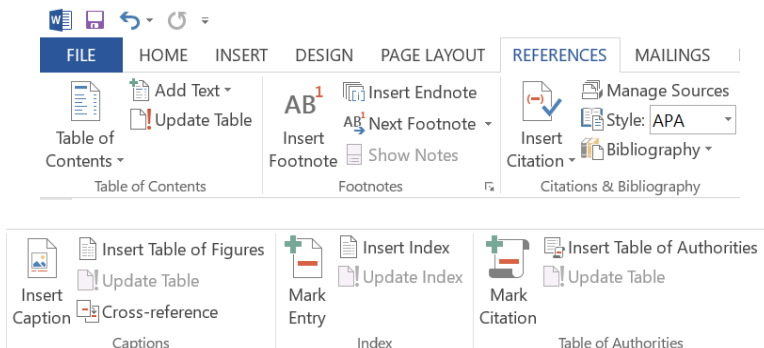 FILE HOME INSERT DESIGN PAGE LAYOUT REFERENCES MAILINGS
Table of Contents
Add Text
Update Table
Table of Contents
AB1
Insert Footnote
Insert Endnote
AB1 Next Footnote
Show Notes
Footnotes
Insert Citation
Manage Sources
Style: APA
Bibliography
Citations & Bibliography
Insert Caption
Insert Table of Figures
Update Table
Cross-reference
Captions
Mark Entry
Insert Index
Update Index
Index
Mark Citation
Insert Table of Authorities
Update Table
Table of Authorities